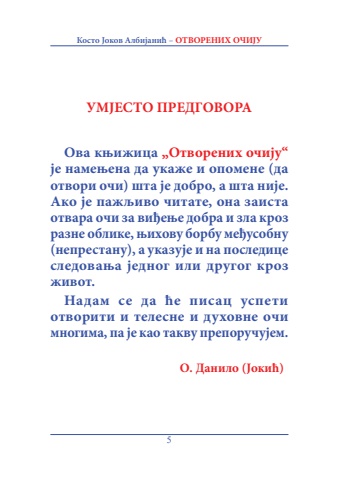 Косто Јоков Албијанић – ОТВОРЕНИХ ОЧИЈУ
УМЈЕСТО ПРЕДГОВОРА
Ова књижица „Отворених очију“
је намењена да укаже и опомене (да
отвори очи) шта је добро, а шта није.
Ако је пажљиво читате, она заиста
отвара очи за виђење добра и зла кроз
разне облике, њихову борбу међусобну
(непрестану), а указује и на последице
следовања једног или другог кроз
живот.
Надам се да ће писац успети
отворити и телесне и духовне очи
многима, па је као такву препоручујем.
О. Данило (Јокић)
5